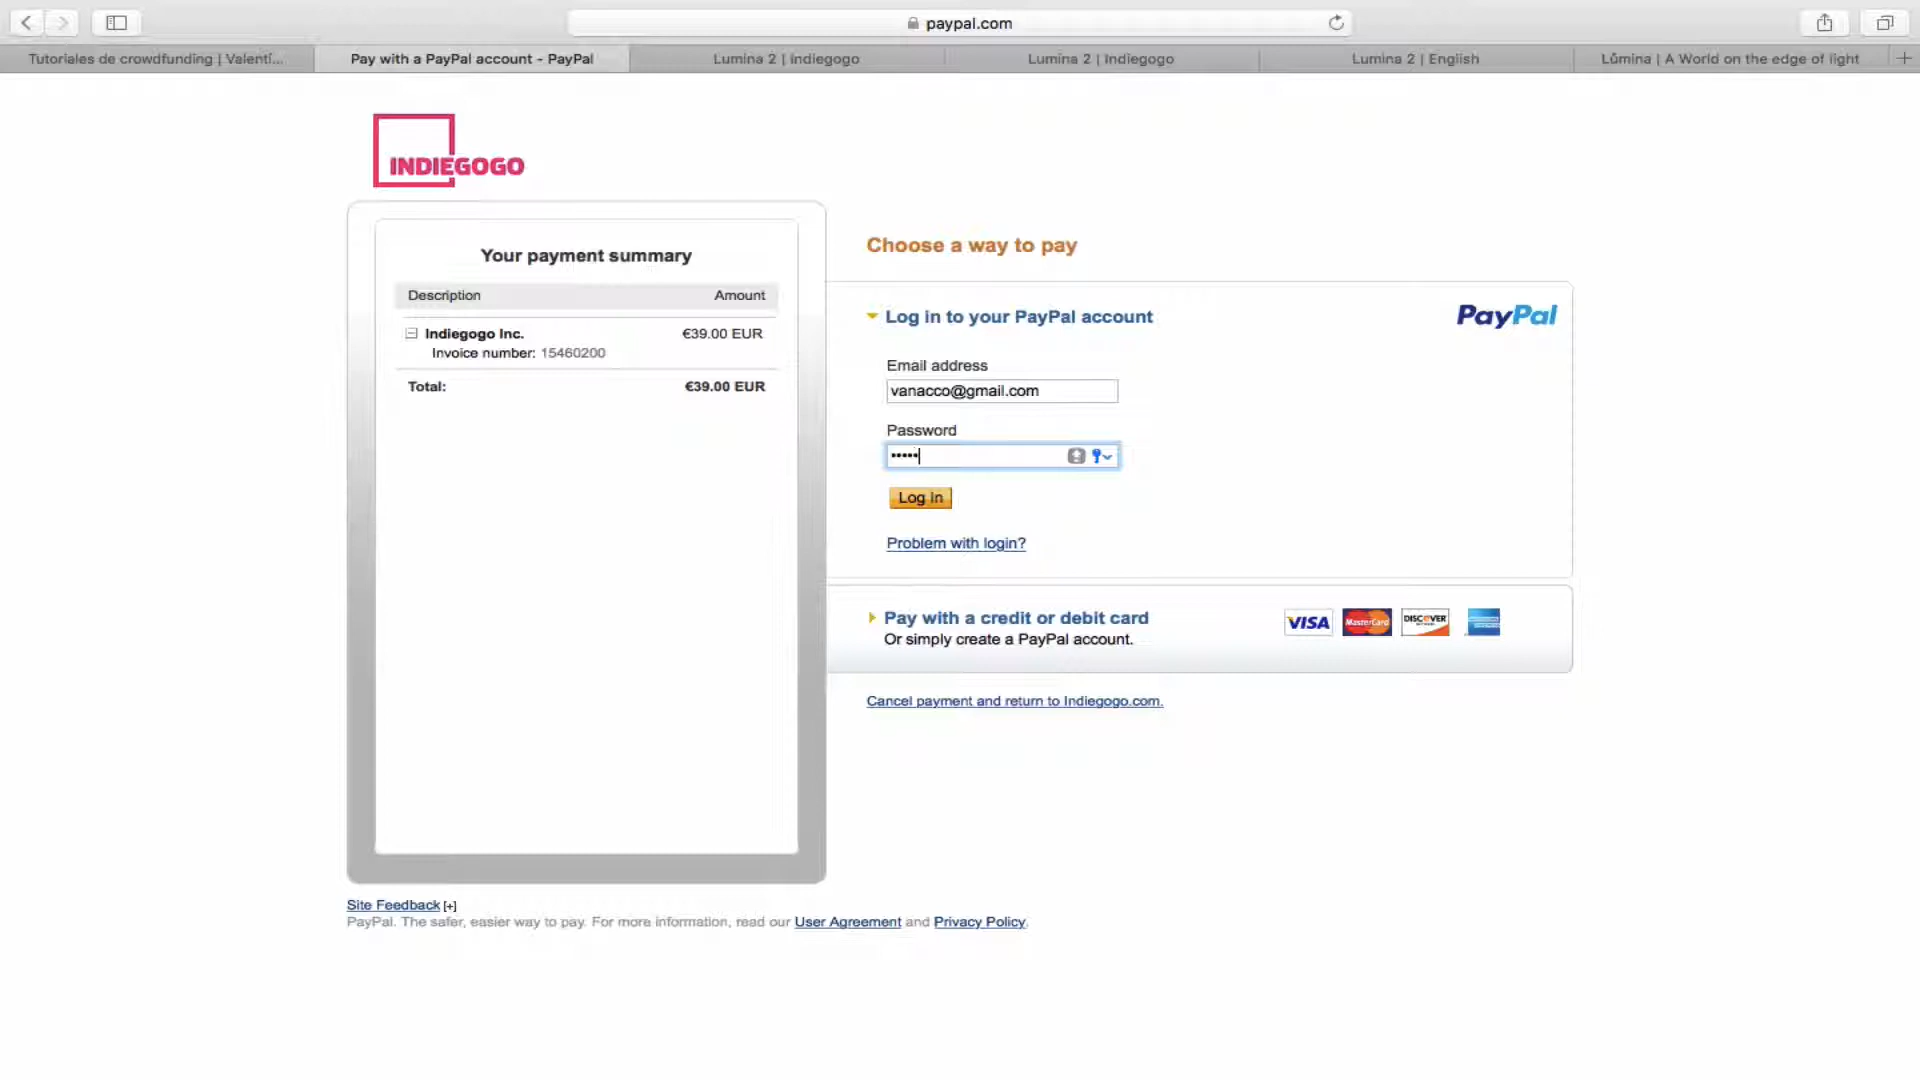 paypal.com
Tutoriales de crowdfunding | Valentí...
Pay with a PayPal account - PayPal
Lumina 2 | Indiegogo
Lumina 2 | Indiegogo
Lumina 2 | English
Lûmina | A World on the edge of light
INDIEGOGO
Your payment summary
Description Amount
Indiegogo Inc. €39.00 EUR
Invoice number: 15460200
Total: €39.00 EUR
Choose a way to pay
Log in to your PayPal account
PayPal
Email address
vanacco@gmail.com
Password
•••••
Log In
Problem with login?
Pay with a credit or debit card
Or simply create a PayPal account.
VISA MasterCard DISCOVER
Cancel payment and return to Indiegogo.com.
Site Feedback [+]
PayPal. The safer, easier way to pay. For more information, read our User Agreement and Privacy Policy.